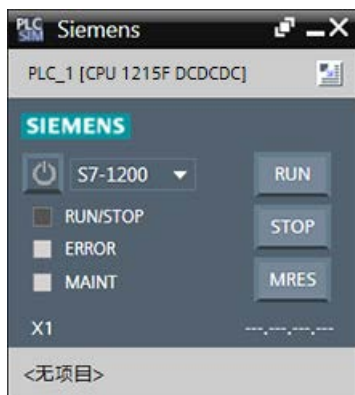 PLC SIM Siemens
PLC_1 [CPU 1215F DCDCDC]
SIEMENS
S7-1200 RUN
RUN/STOP
STOP
ERROR
MAINT MRES
X1 ---.---.---.---
<无项目>